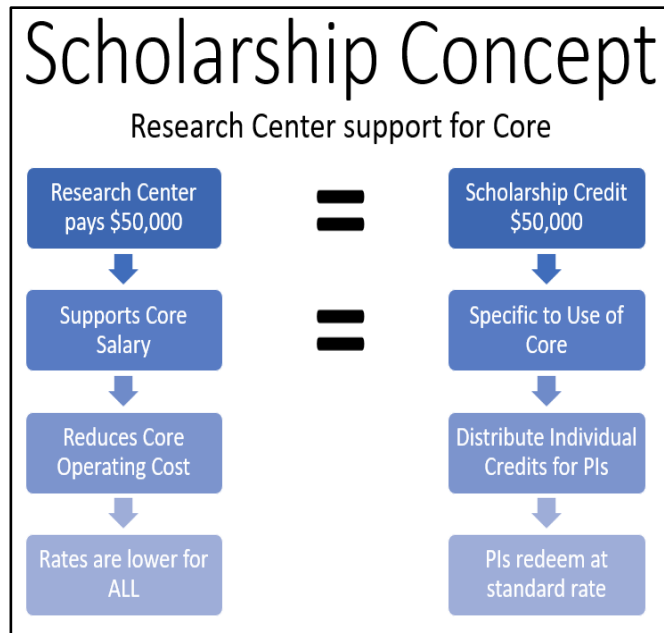 Scholarship Concept
Research Center support for Core
Research Center
pays $50,000
=
Scholarship Credit
$50,000
Supports Core
Salary
=
Specific to Use of
Core
Reduces Core
Operating Cost
Distribute Individual
Credits for PIs
Rates are lower for
ALL
PIs redeem at
standard rate